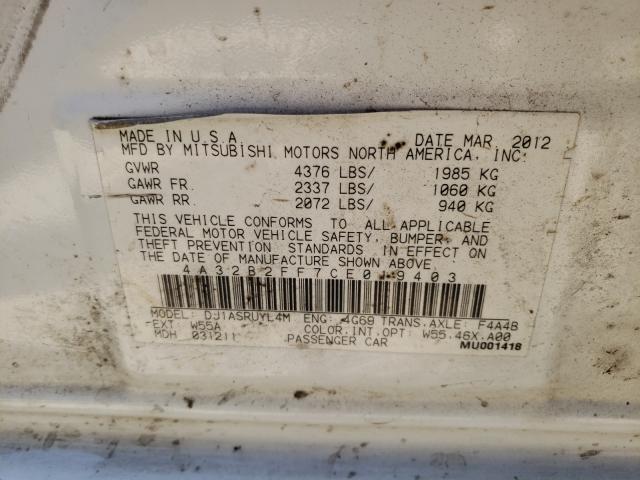 MADE IN U.S.A. DATE MAR 2012
MFD BY MITSUBISHI MOTORS NORTH AMERICA, INC.
GVWR 4376 LBS/ 1985 KG
GAWR FR. 2337 LBS/ 1060 KG
GAWR RR. 2072 LBS/ 940 KG
THIS VEHICLE CONFORMS TO ALL APPLICABLE
FEDERAL MOTOR VEHICLE SAFETY, BUMPER, AND
THEFT PREVENTION STANDARDS IN EFFECT ON
THE DATE OF MANUFACTURE SHOWN ABOVE.
4A32B2FF7CE019403
MODEL: DJ1ASRUYL4M ENG: 4G69 TRANS.AXLE: F4A4B
EXT: W55A COLOR.INT.OPT: W55.46X.A00
MDH 031211 PASSENGER CAR MU001418